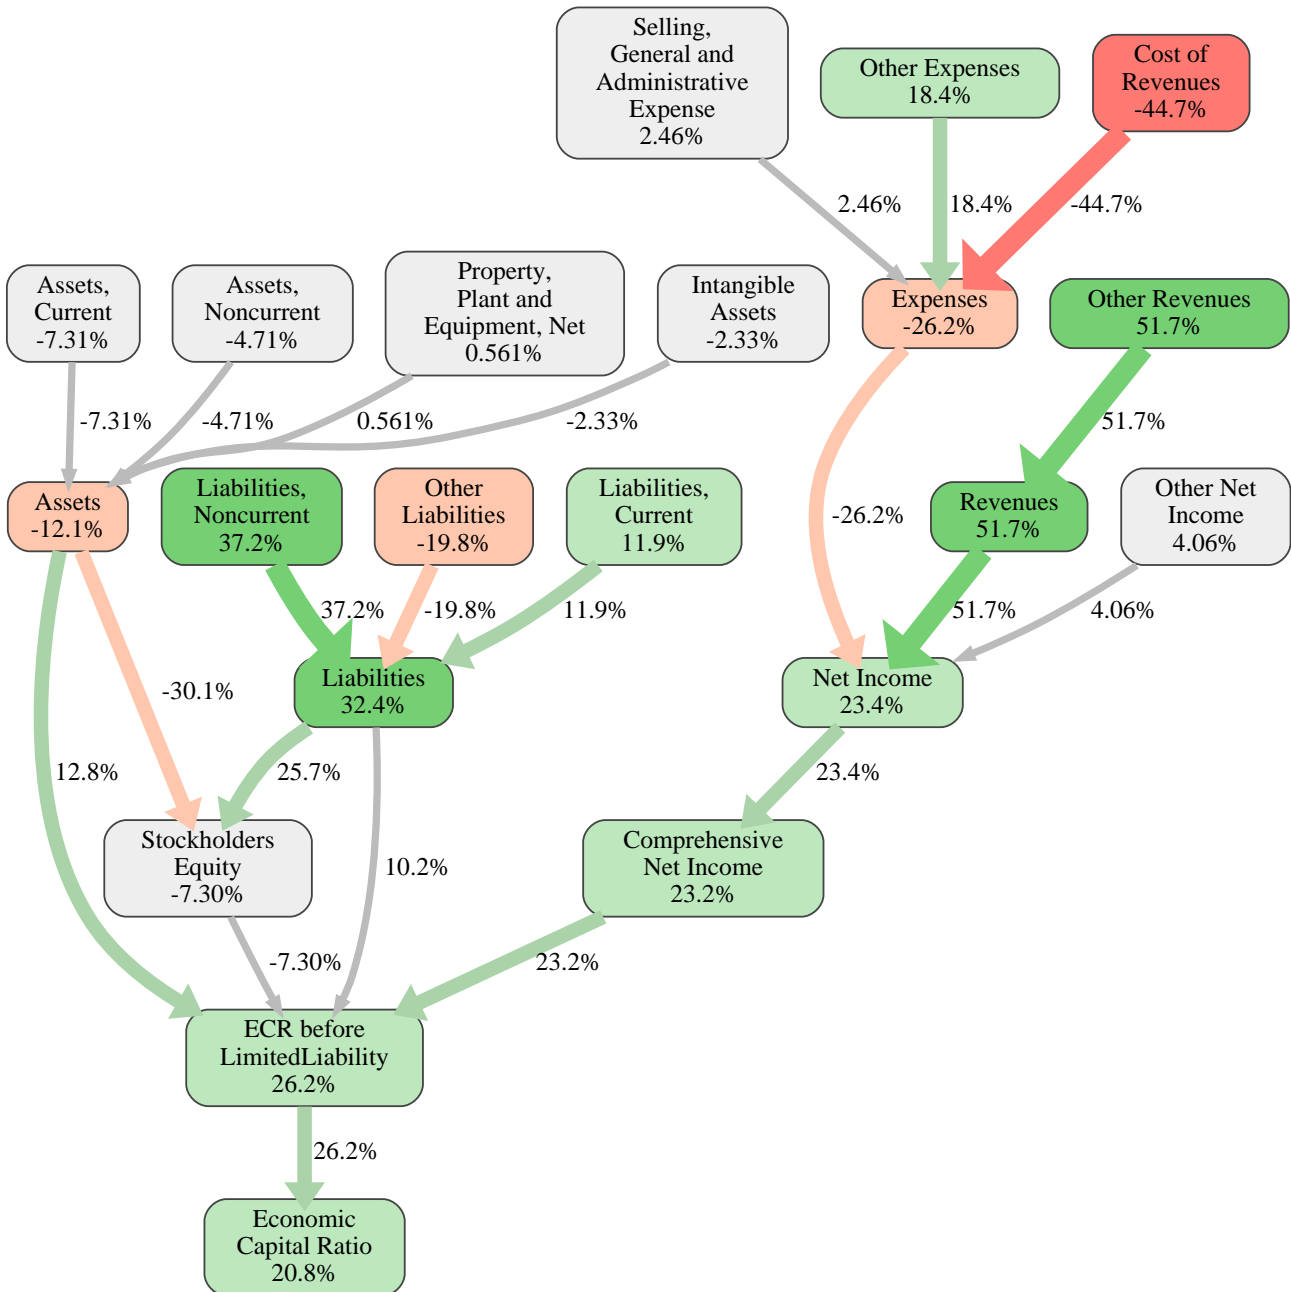 Selling,
General and
Administrative
Expense
2.46%
Other Expenses
18.4%
Cost of
Revenues
-44.7%
2.46%
18.4%
-44.7%
Assets,
Current
-7.31%
Assets,
Noncurrent
-4.71%
Property,
Plant and
Equipment, Net
0.561%
Intangible
Assets
-2.33%
Expenses
-26.2%
Other Revenues
51.7%
-7.31%
-4.71%
0.561%
-2.33%
51.7%
Assets
-12.1%
Liabilities,
Noncurrent
37.2%
Other
Liabilities
-19.8%
Liabilities,
Current
11.9%
-26.2%
Revenues
51.7%
Other Net
Income
4.06%
37.2%
-19.8%
11.9%
51.7%
4.06%
-30.1%
Liabilities
32.4%
Net Income
23.4%
12.8%
25.7%
23.4%
Stockholders
Equity
-7.30%
10.2%
Comprehensive
Net Income
23.2%
-7.30%
23.2%
ECR before
LimitedLiability
26.2%
26.2%
Economic
Capital Ratio
20.8%